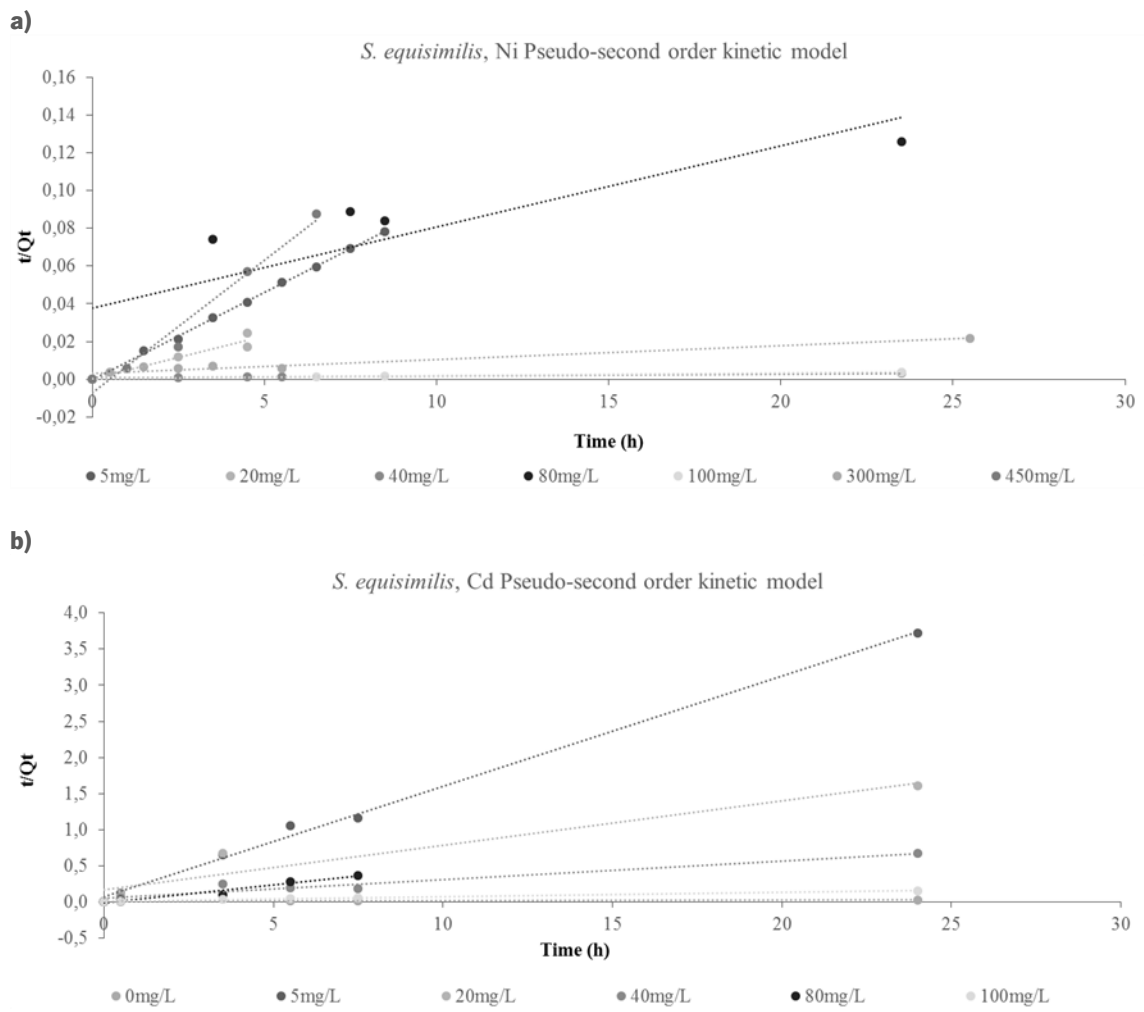 a)
S. equisimilis, Ni Pseudo-second order kinetic model
0,16
0,14
0,12
0,10
0,08
0,06
0,04
0,02
0,00
-0,02
t/Qt
0 5 10 15 20 25 30
Time (h)
5mg/L 20mg/L 40mg/L 80mg/L 100mg/L 300mg/L 450mg/L
b)
S. equisimilis, Cd Pseudo-second order kinetic model
4,0
3,5
3,0
2,5
2,0
1,5
1,0
0,5
0,0
-0,5
t/Qt
0 5 10 15 20 25 30
Time (h)
0mg/L 5mg/L 20mg/L 40mg/L 80mg/L 100mg/L